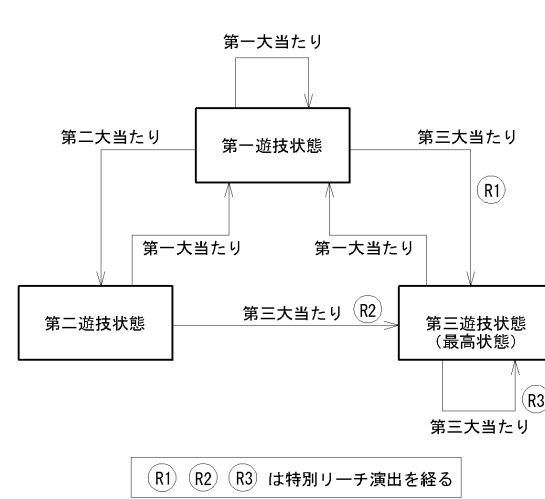 第一大当たり
第二大当たり
第一遊技状態
第三大当たり
R1
第一大当たり
第一大当たり
第二遊技状態
第三大当たり R2
第三遊技状態
(最高状態)
R3
第三大当たり
R1 R2 R3 は特別リーチ演出を経る